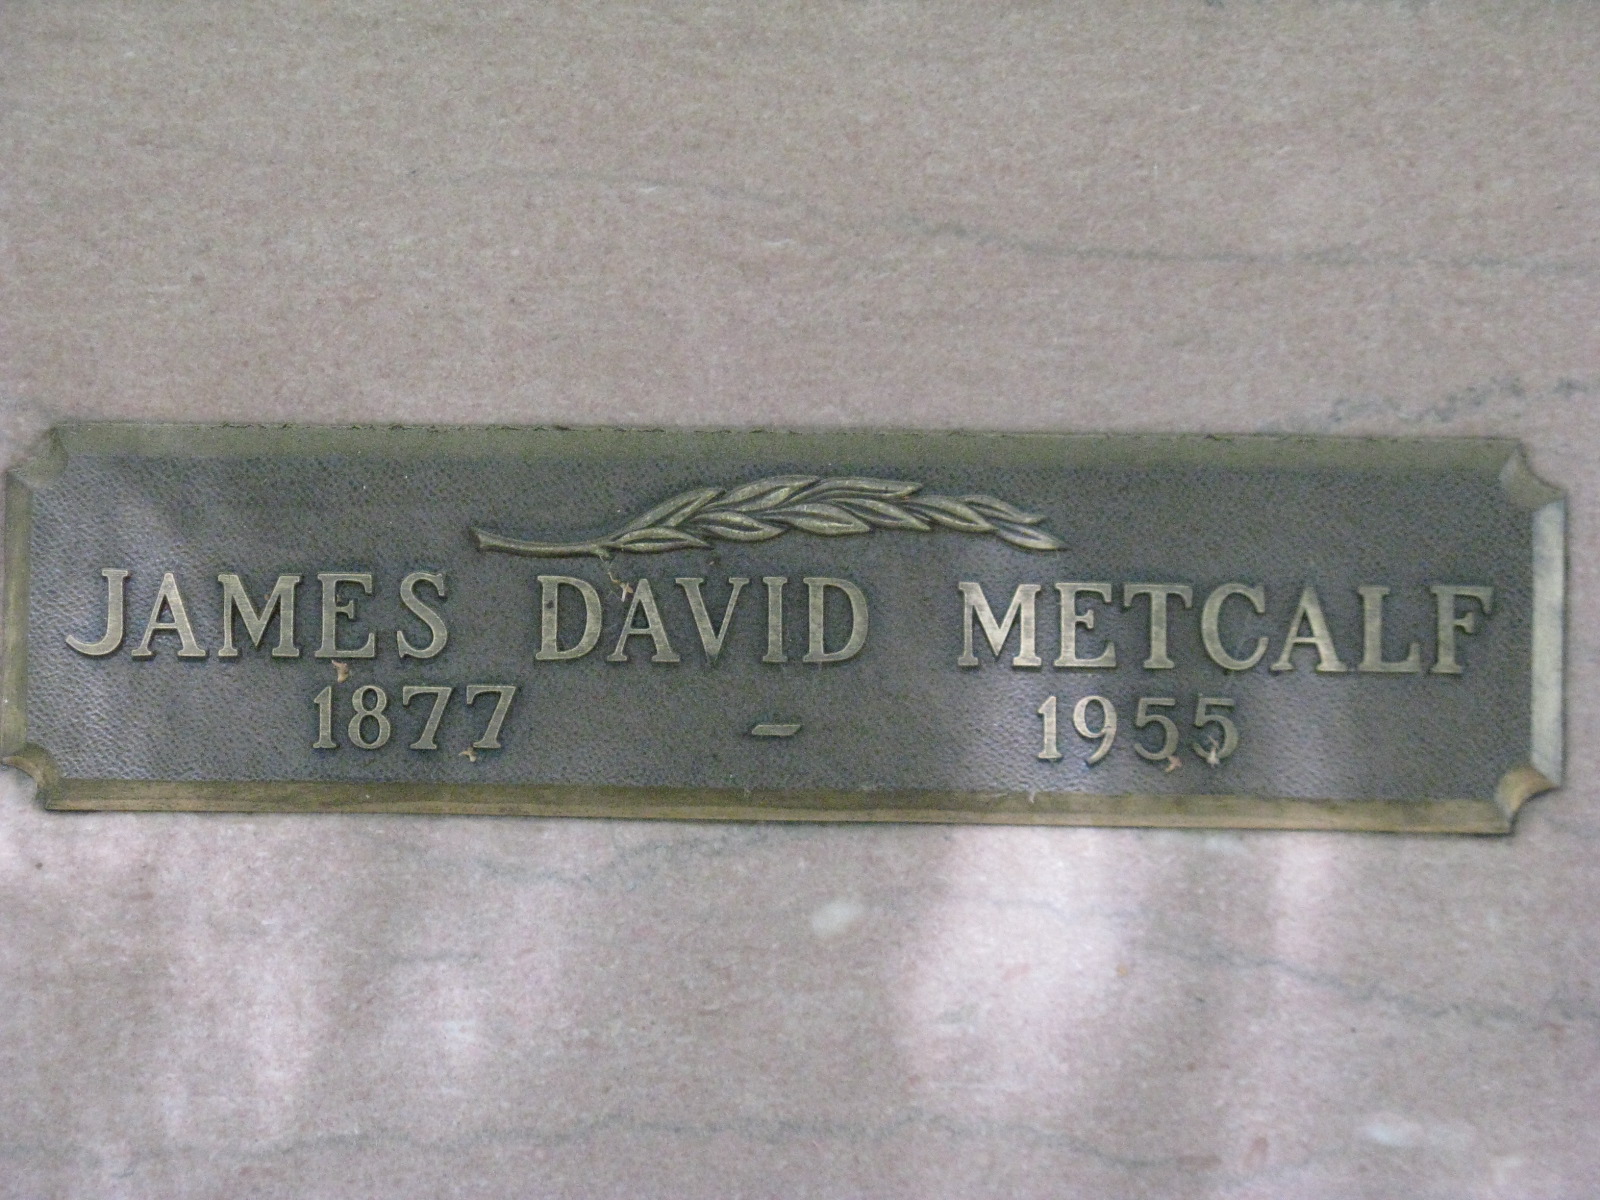 JAMES DAVID METCALF
1877 – 1955